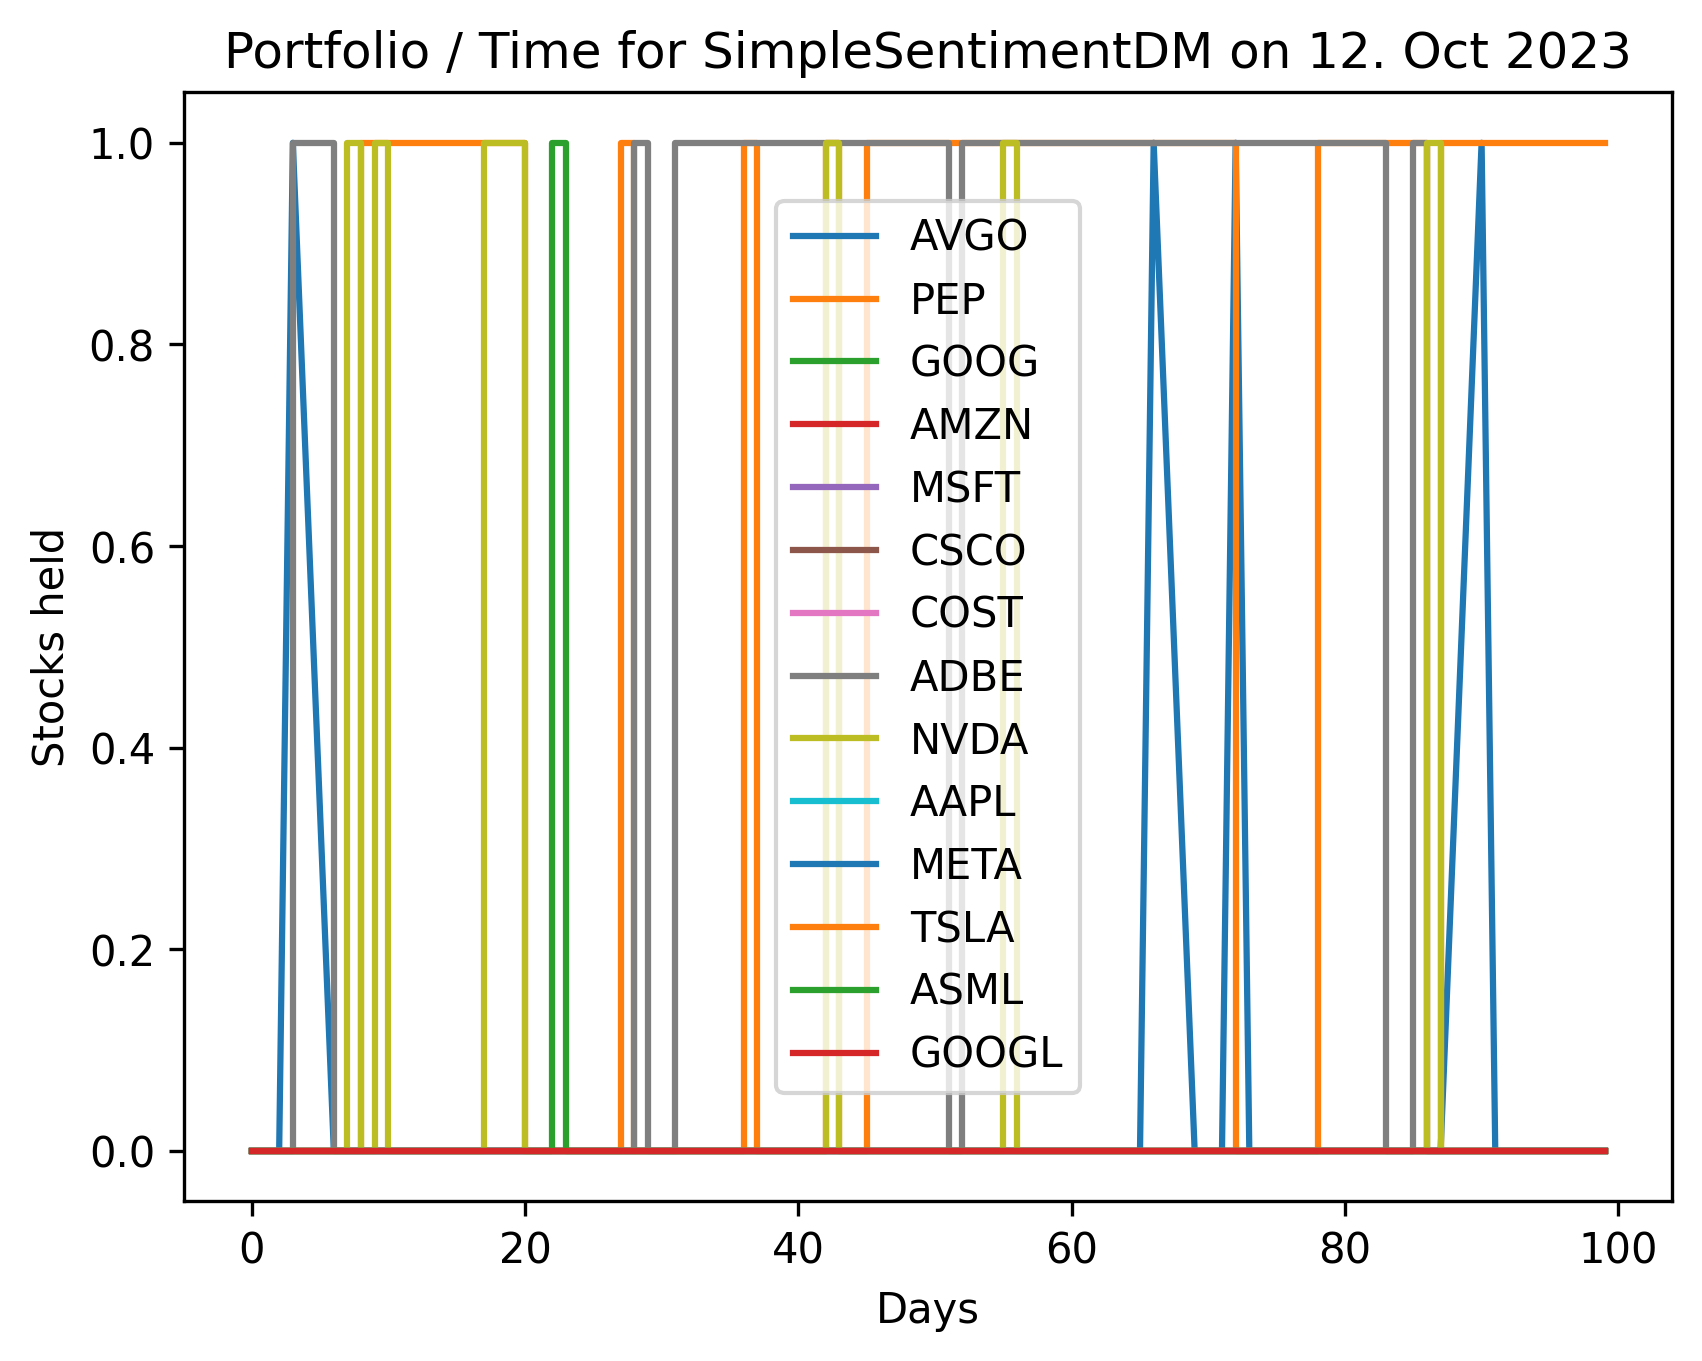 Portfolio / Time for SimpleSentimentDM on 12. Oct 2023
1.0
0.8
0.6
0.4
0.2
0.0
Stocks held
AVGO
PEP
GOOG
AMZN
MSFT
CSCO
COST
ADBE
NVDA
AAPL
META
TSLA
ASML
GOOGL
0 20 40 60 80 100
Days